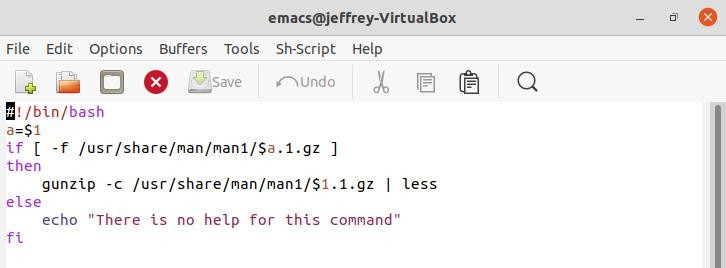 emacs@jeffrey-VirtualBox
File Edit Options Buffers Tools Sh-Script Help
Save Undo
#!/bin/bash
a=$1
if [ -f /usr/share/man/man1/$a.1.gz ]
then
    gunzip -c /usr/share/man/man1/$1.1.gz | less
else
    echo "There is no help for this command"
fi